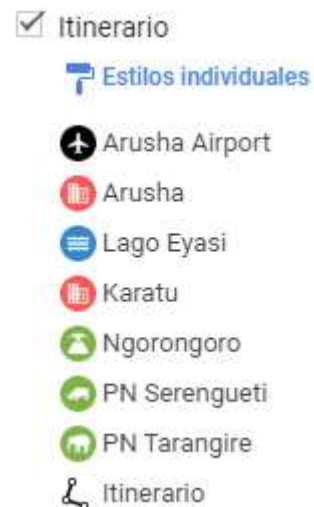 Itinerario
Estilos individuales
Arusha Airport
Arusha
Lago Eyasi
Karatu
Ngorongoro
PN Serengueti
PN Tarangire
Itinerario